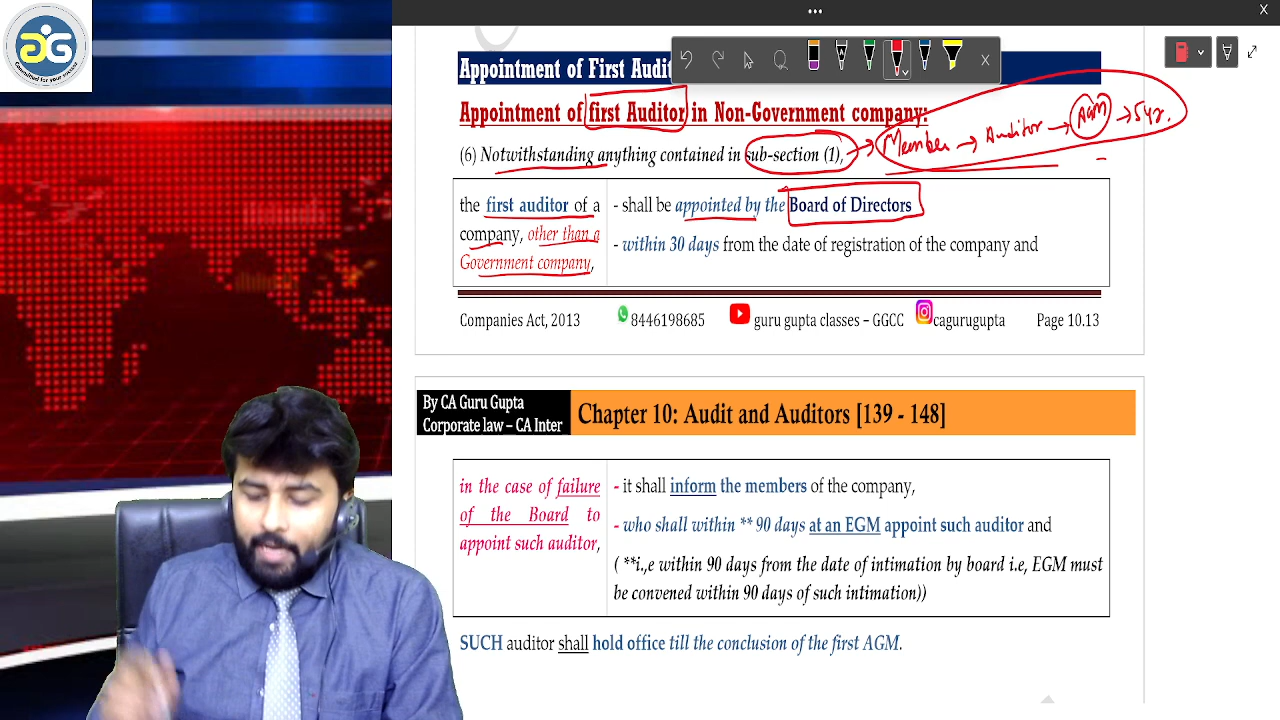 GG
Committed for your success
Appointment of First Audit
Appointment of first Auditor in Non-Government company:
Member → Auditor → AGM → 5yr.
(6) Notwithstanding anything contained in sub-section (1),
the first auditor of a company, other than a Government company,
- shall be appointed by the Board of Directors
- within 30 days from the date of registration of the company and
Companies Act, 2013 8446198685 guru gupta classes – GGCC cagurugupta Page 10.13
By CA Guru Gupta
Corporate law – CA Inter
Chapter 10: Audit and Auditors [139 - 148]
in the case of failure
of the Board to
appoint such auditor,
- it shall inform the members of the company,
- who shall within ** 90 days at an EGM appoint such auditor and
( **i.,e within 90 days from the date of intimation by board i.e, EGM must
be convened within 90 days of such intimation))
SUCH auditor shall hold office till the conclusion of the first AGM.